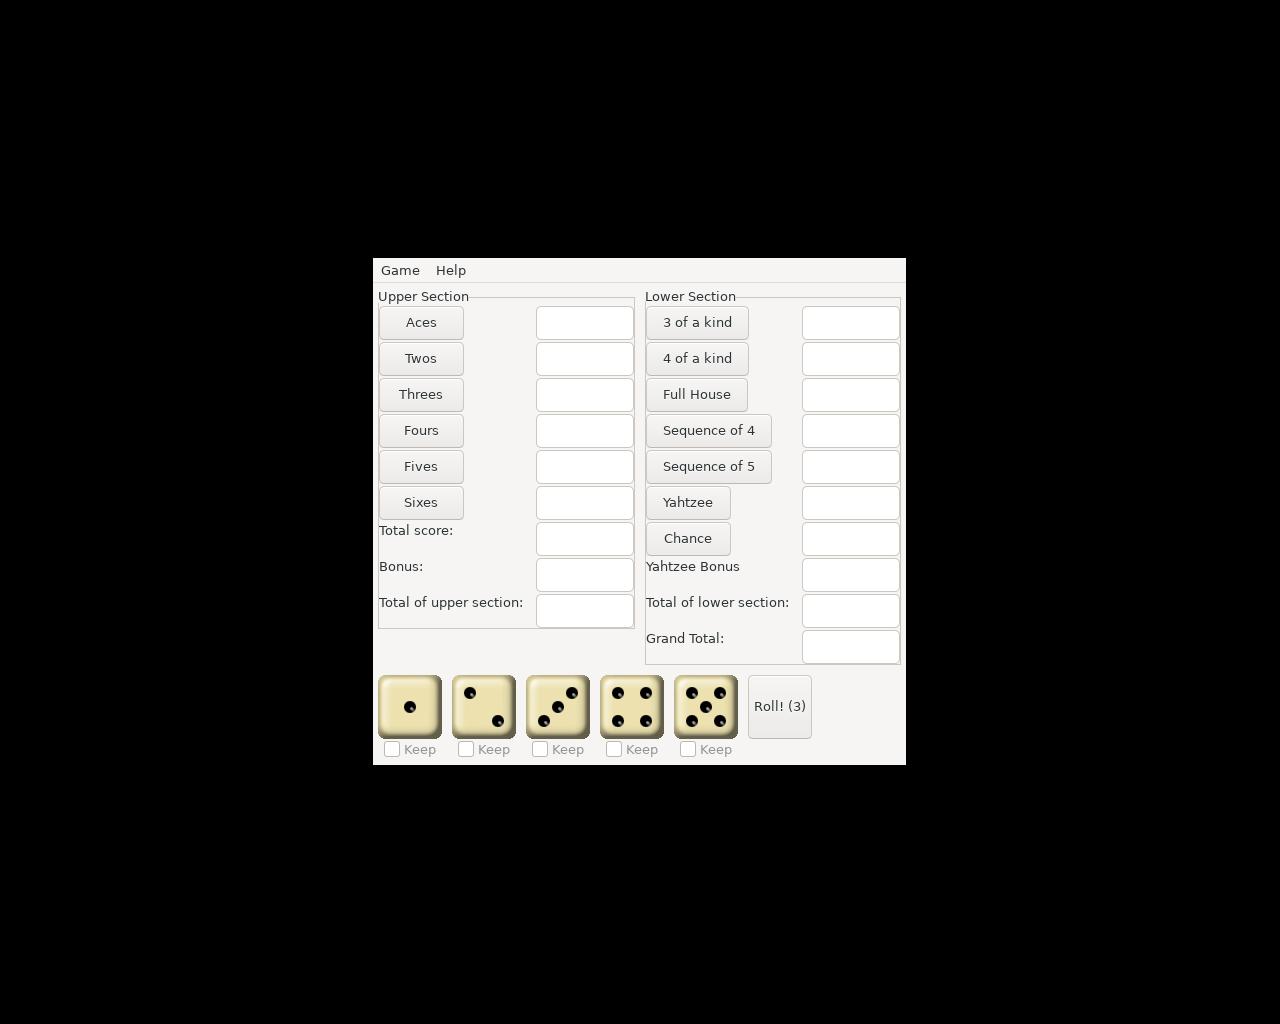 Game Help
Upper Section
Aces
Twos
Threes
Fours
Fives
Sixes
Total score:
Bonus:
Total of upper section:
Lower Section
3 of a kind
4 of a kind
Full House
Sequence of 4
Sequence of 5
Yahtzee
Chance
Yahtzee Bonus
Total of lower section:
Grand Total:
Roll! (3)
Keep Keep Keep Keep Keep